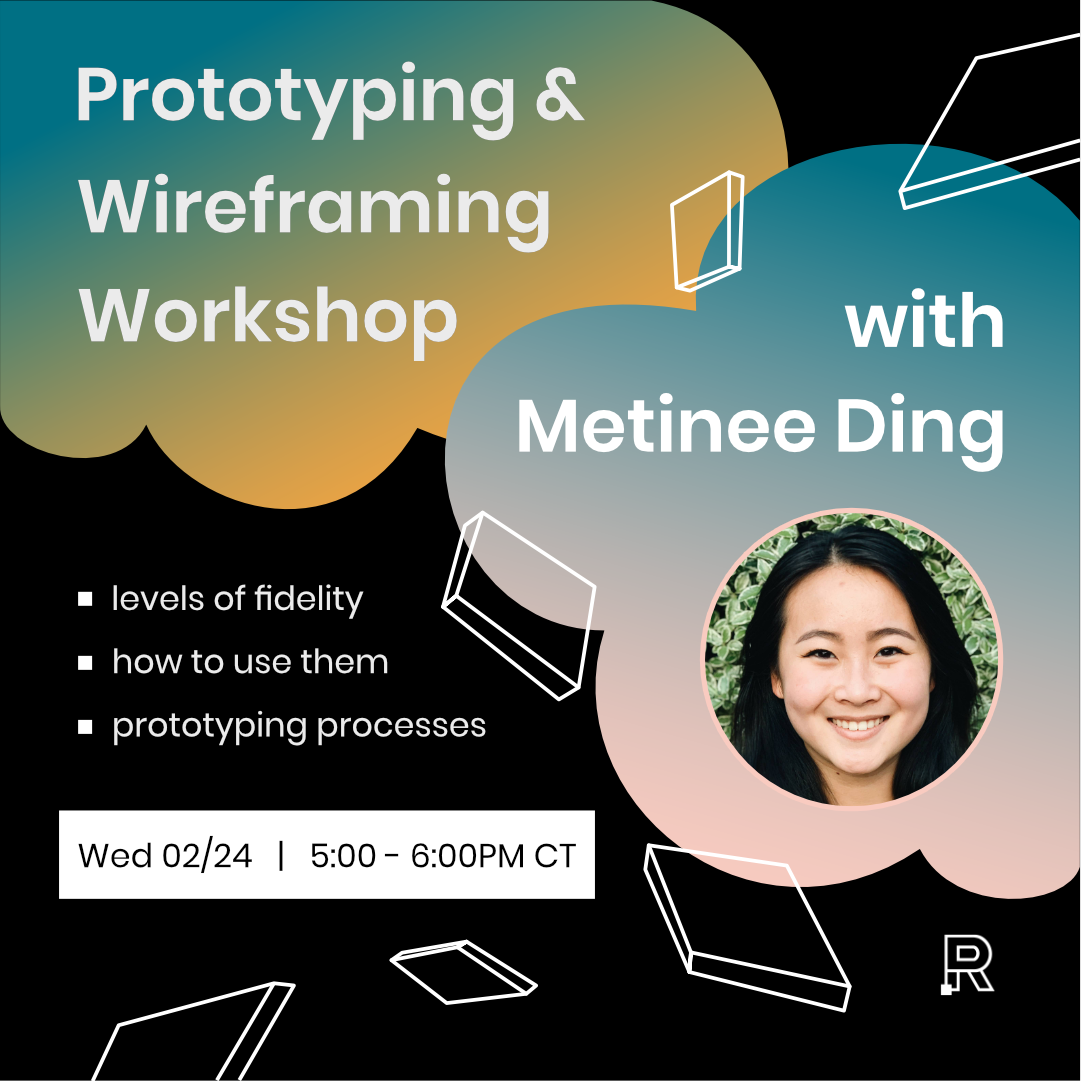 Prototyping &
Wireframing
Workshop
with
Metinee Ding
levels of fidelity
how to use them
prototyping processes
Wed 02/24 | 5:00 - 6:00PM CT
R